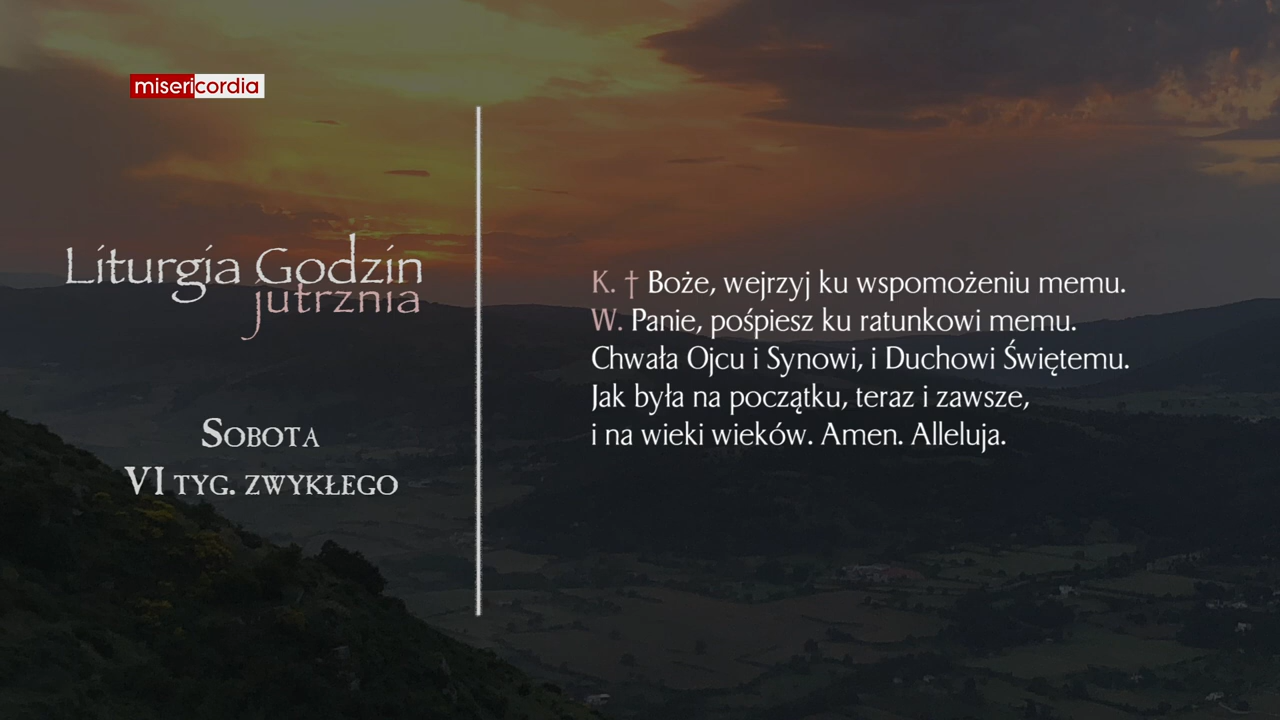 misericordia
Liturgia Godzin
jutrznia
Sobota
VI tyg. zwykłego
K. † Boże, wejrzyj ku wspomożeniu memu.
W. Panie, pośpiesz ku ratunkowi memu.
Chwała Ojcu i Synowi, i Duchowi Świętemu.
Jak była na początku, teraz i zawsze,
i na wieki wieków. Amen. Alleluja.